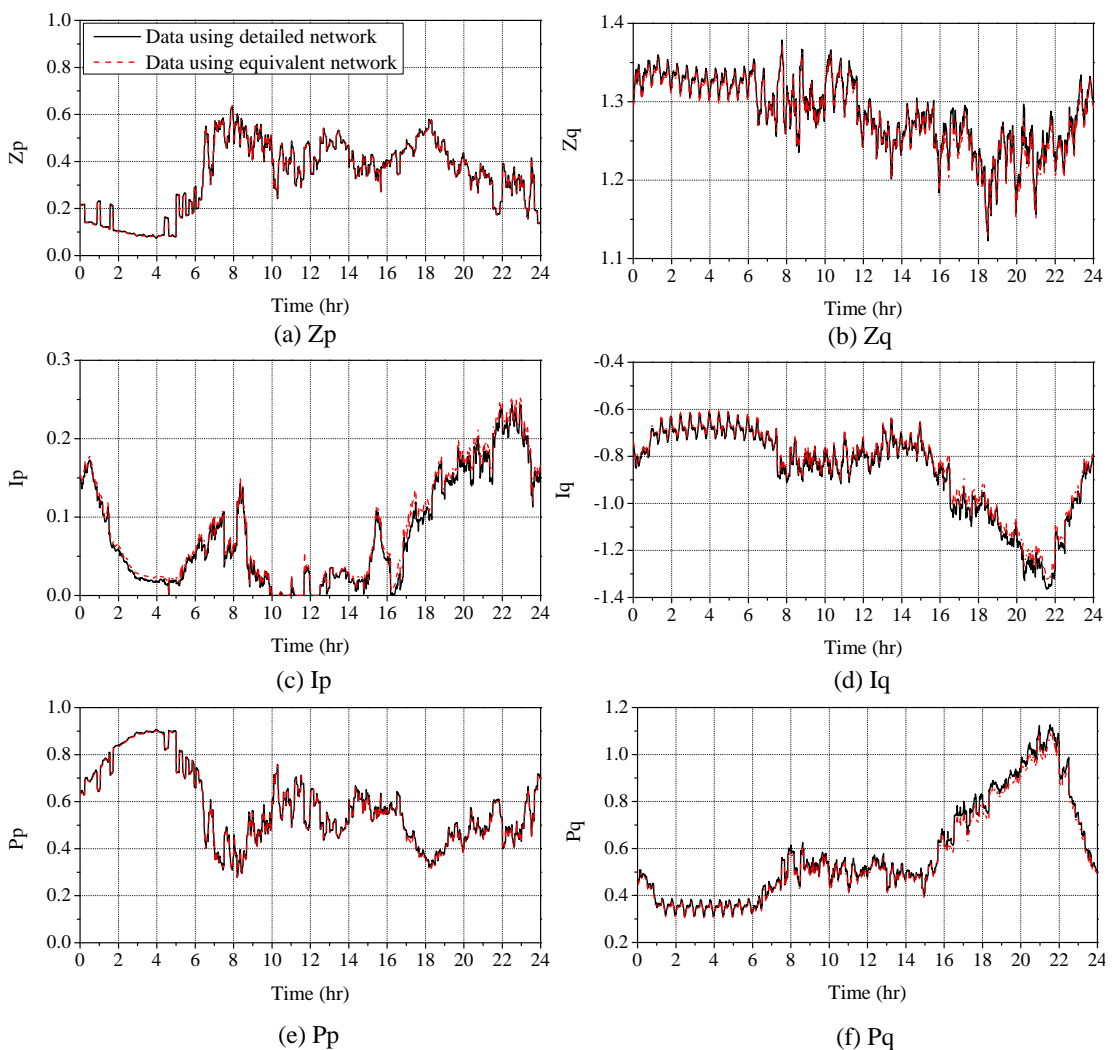 1.0
0.8
0.6
0.4
0.2
0.0
Zp
Data using detailed network
Data using equivalent network
0 2 4 6 8 10 12 14 16 18 20 22 24
Time (hr)
(a) Zp
1.4
1.3
1.2
1.1
Zq
0 2 4 6 8 10 12 14 16 18 20 22 24
Time (hr)
(b) Zq
0.3
0.2
0.1
0.0
Ip
0 2 4 6 8 10 12 14 16 18 20 22 24
Time (hr)
(c) Ip
-0.4
-0.6
-0.8
-1.0
-1.2
-1.4
Iq
0 2 4 6 8 10 12 14 16 18 20 22 24
Time (hr)
(d) Iq
1.0
0.8
0.6
0.4
0.2
0.0
Pp
0 2 4 6 8 10 12 14 16 18 20 22 24
Time (hr)
(e) Pp
1.2
1.0
0.8
0.6
0.4
0.2
Pq
0 2 4 6 8 10 12 14 16 18 20 22 24
Time (hr)
(f) Pq